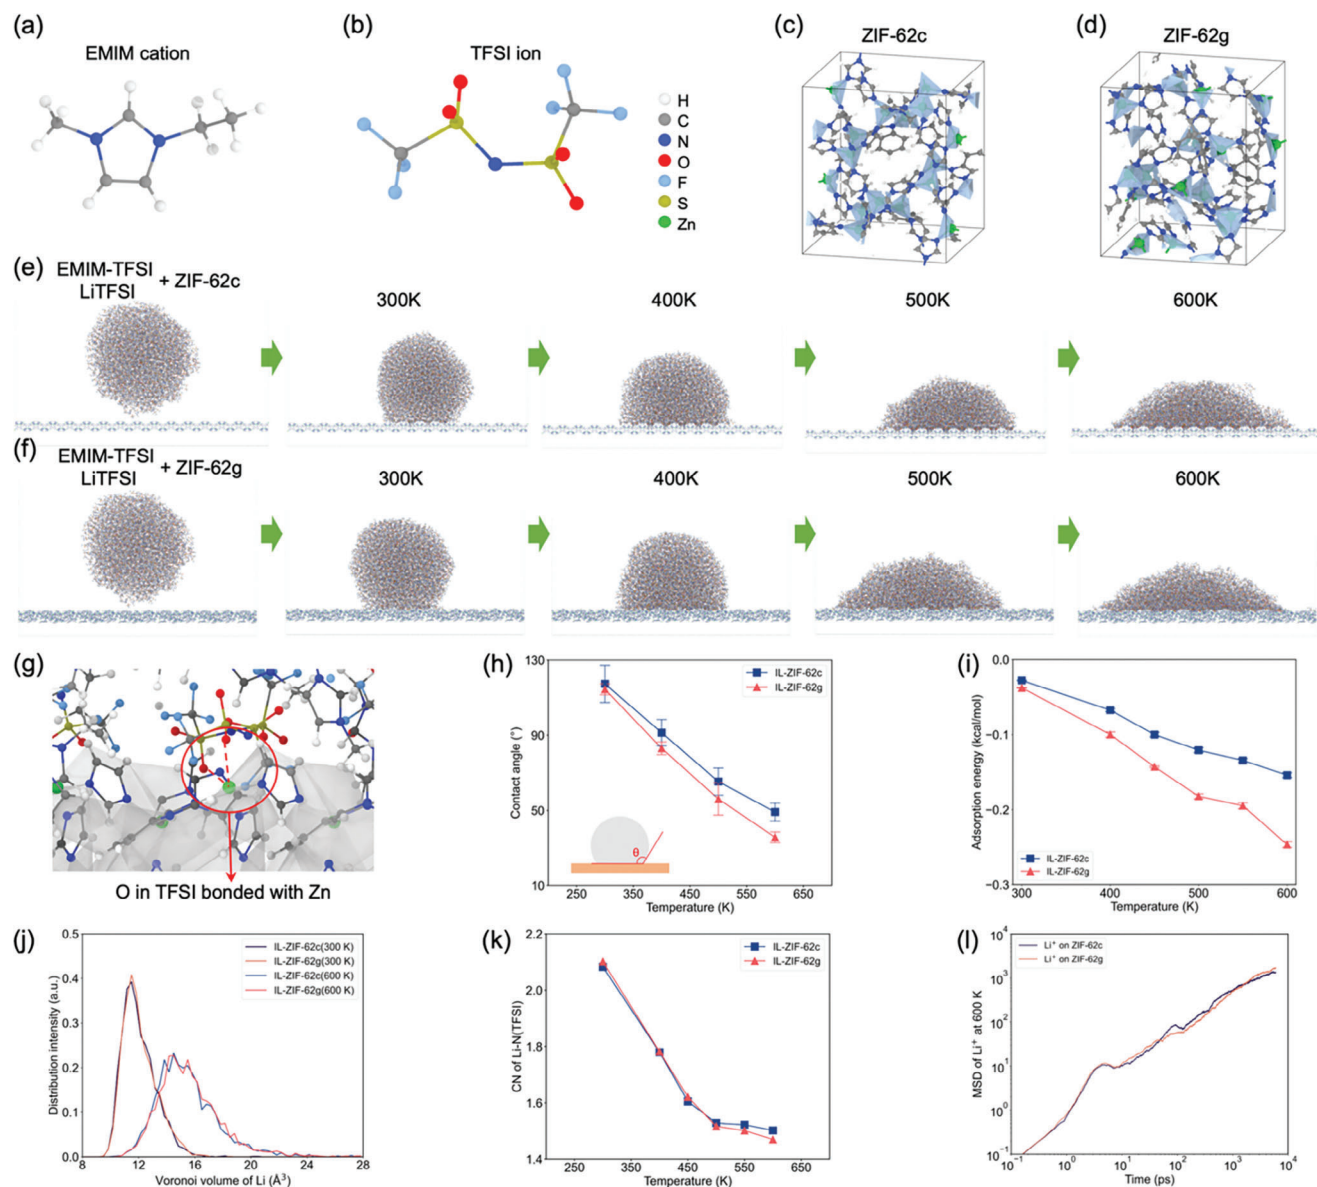 (a)
EMIM cation
(b)
TFSI ion
H
C
N
O
F
S
Zn
(c)
ZIF-62c
(d)
ZIF-62g
(e)
EMIM-TFSI
LiTFSI
+ ZIF-62c
300K
400K
500K
600K
(f)
EMIM-TFSI
LiTFSI
+ ZIF-62g
300K
400K
500K
600K
(g)
O in TFSI bonded with Zn
(h)
130
90
50
10
Contact angle (°)
IL-ZIF-62c
IL-ZIF-62g
θ
250 350 450 550 650
Temperature (K)
(i)
0.0
−0.1
−0.2
−0.3
Adsorption energy (kcal/mol)
IL-ZIF-62c
IL-ZIF-62g
300 400 500 600
Temperature (K)
(j)
0.5
0.4
0.3
0.2
0.1
0.0
Distribution intensity (a.u.)
IL-ZIF-62c(300 K)
IL-ZIF-62g(300 K)
IL-ZIF-62c(600 K)
IL-ZIF-62g(600 K)
8 12 16 20 24 28
Voronoi volume of Li (Å³)
(k)
2.2
2.0
1.8
1.6
1.4
CN of Li-N(TFSI)
IL-ZIF-62c
IL-ZIF-62g
250 350 450 550 650
Temperature (K)
(l)
10⁴
10³
10²
10¹
10⁰
10⁻¹
MSD of Li⁺ at 600 K
Li⁺ on ZIF-62c
Li⁺ on ZIF-62g
10⁻¹ 10⁰ 10¹ 10² 10³ 10⁴
Time (ps)